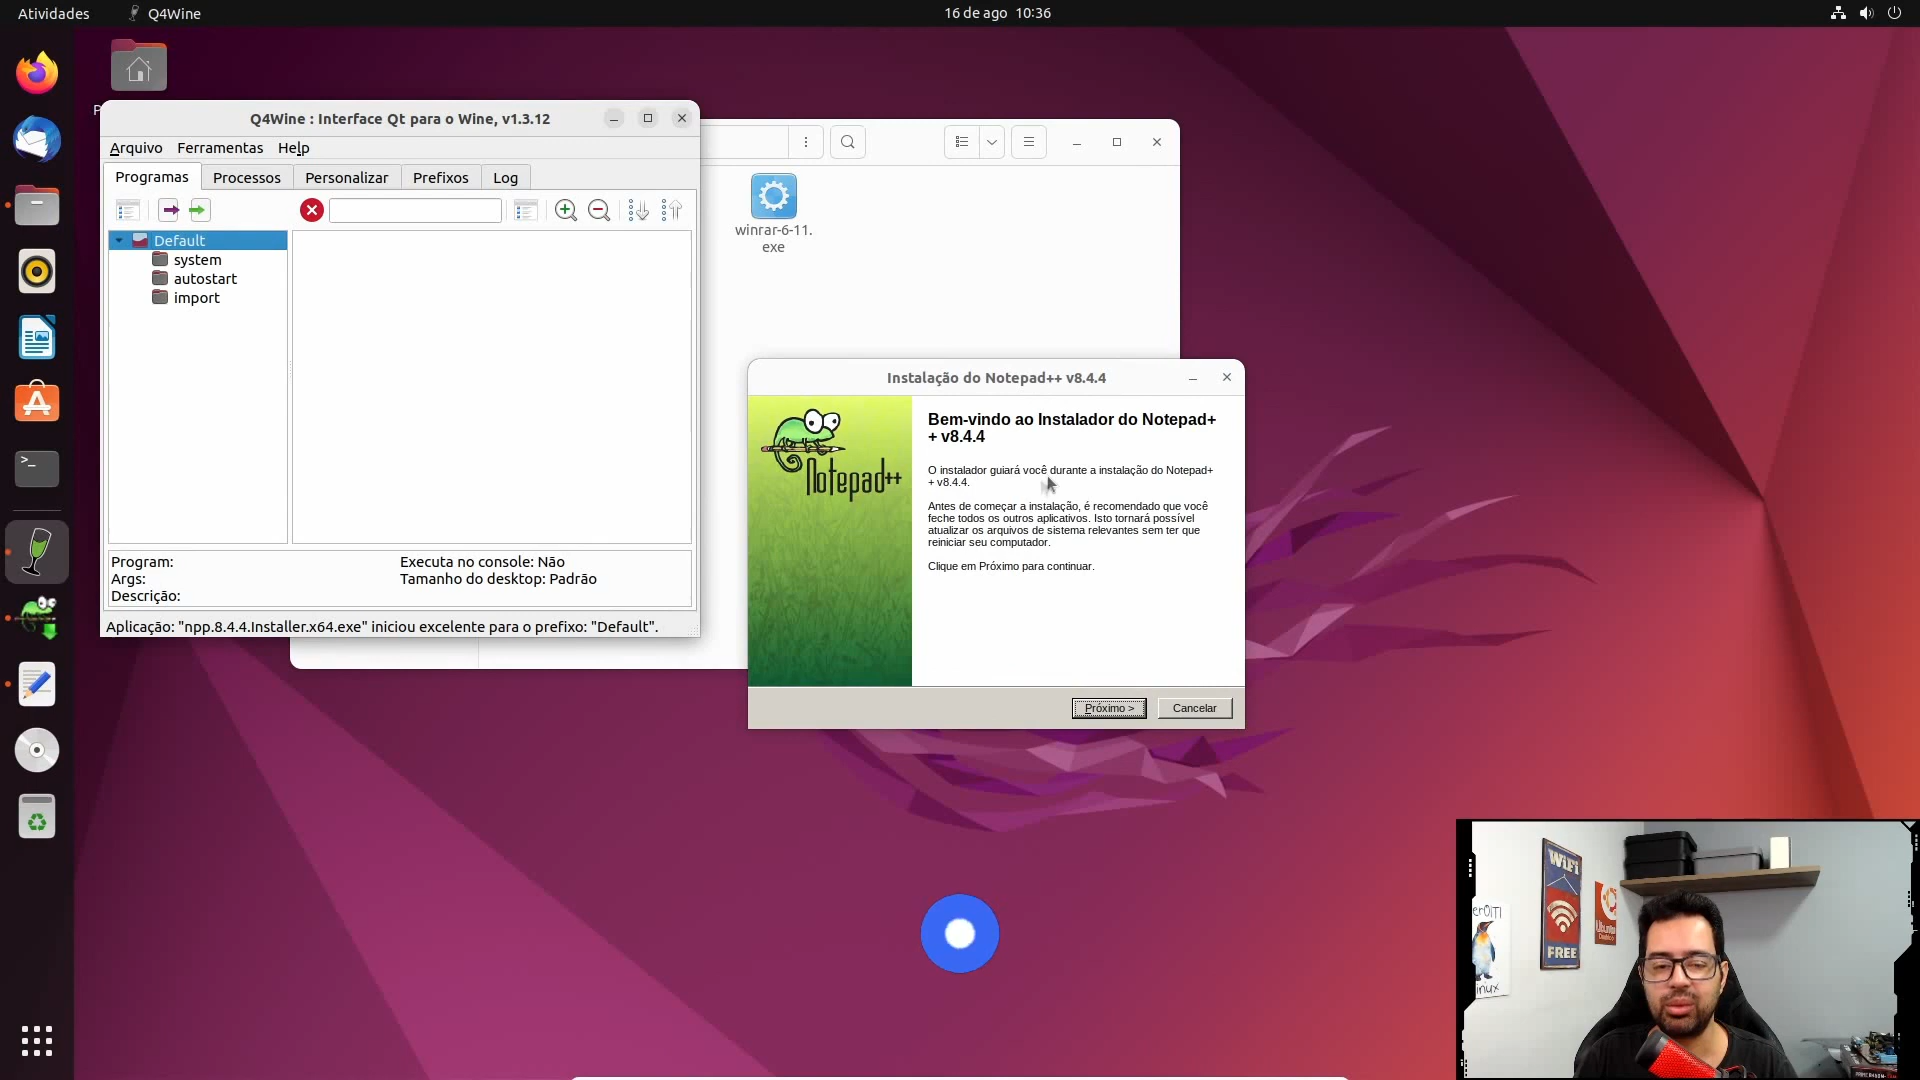 Atividades
Q4Wine
16 de ago 10:36
Q4Wine : Interface Qt para o Wine, v1.3.12
Arquivo Ferramentas Help
Programas Processos Personalizar Prefixos Log
Default
system
autostart
import
Program:
Args:
Descrição:
Executa no console: Não
Tamanho do desktop: Padrão
Aplicação: "npp.8.4.4.Installer.x64.exe" iniciou excelente para o prefixo: "Default".
winrar-6-11.
exe
Instalação do Notepad++ v8.4.4
Notepad++
Bem-vindo ao Instalador do Notepad+
+ v8.4.4
O instalador guiará você durante a instalação do Notepad+
+ v8.4.4.
Antes de começar a instalação, é recomendado que você
feche todos os outros aplicativos. Isto tornará possível
atualizar os arquivos de sistema relevantes sem ter que
reiniciar seu computador.
Clique em Próximo para continuar.
Próximo >
Cancelar
WiFi
FREE